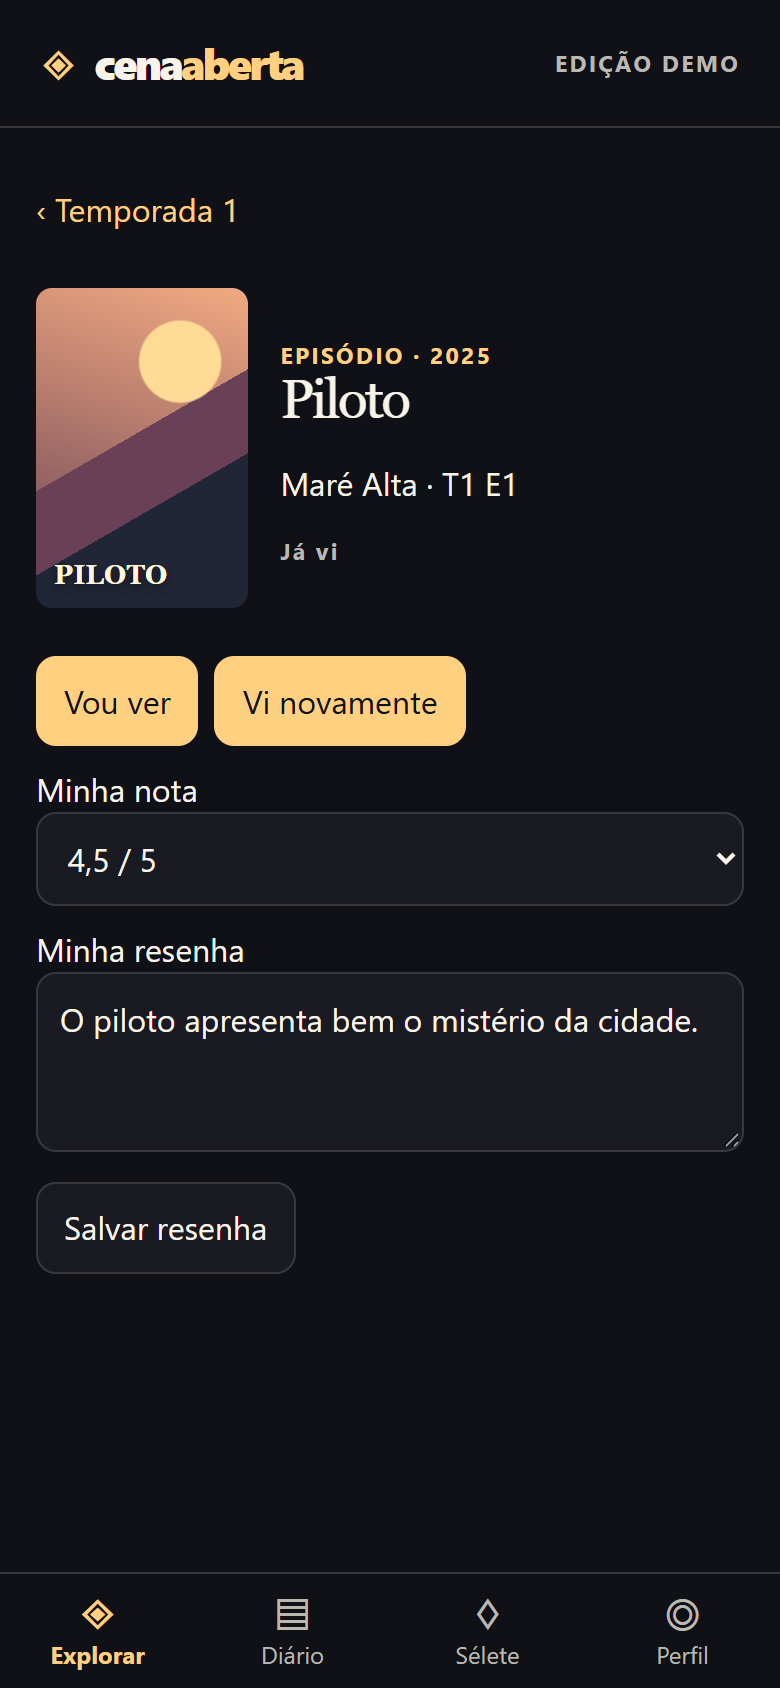 cenaaberta
EDIÇÃO DEMO
‹ Temporada 1
EPISÓDIO · 2025
Piloto
Maré Alta · T1 E1
Já vi
PILOTO
Vou ver
Vi novamente
Minha nota
4,5 / 5
Minha resenha
O piloto apresenta bem o mistério da cidade.
Salvar resenha
Explorar
Diário
Sélete
Perfil